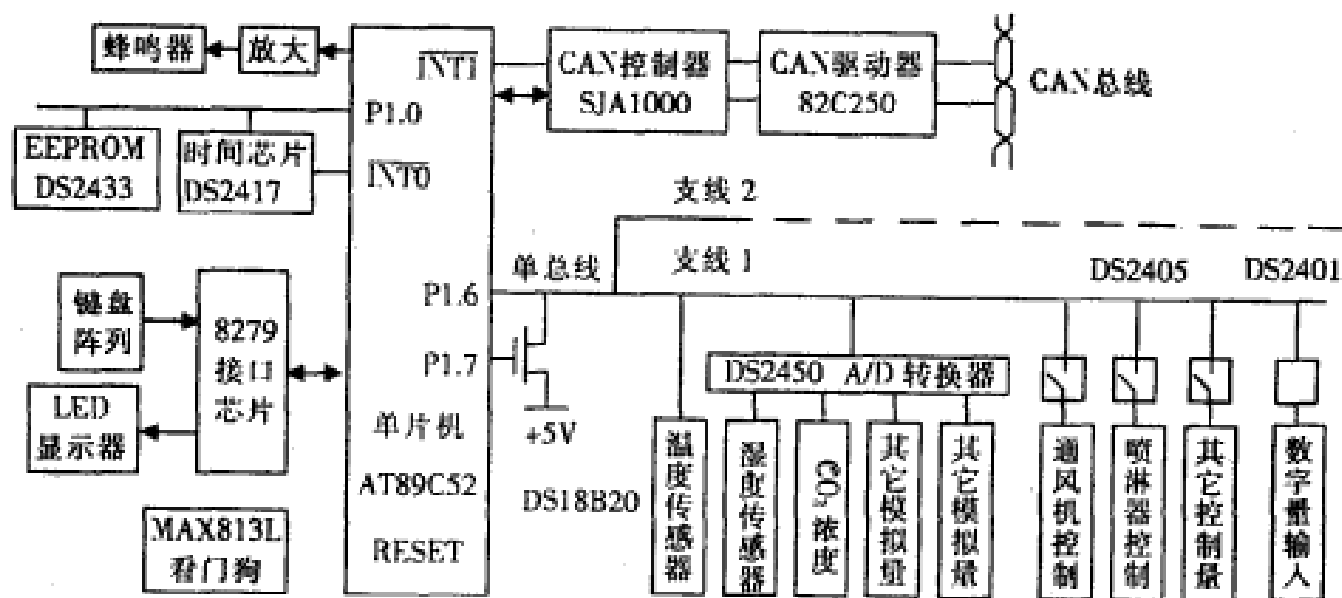 蜂鸣器
放大
INT1
CAN控制器
SJA1000
CAN驱动器
82C250
CAN总线
P1.0
EEPROM
DS2433
时间芯片
DS2417
INT0
支线 2
单总线
支线 1
DS2405
DS2401
P1.6
键盘
阵列
8279
接口
芯片
P1.7
DS2450 A/D 转换器
LED
显示器
单片机
+5V
AT89C52
DS18B20
温度传感器
湿度传感器
CO₂浓度
其它模拟量
其它模拟量
通风机控制
喷淋器控制
其它控制量
数字量输入
MAX813L
看门狗
RESET